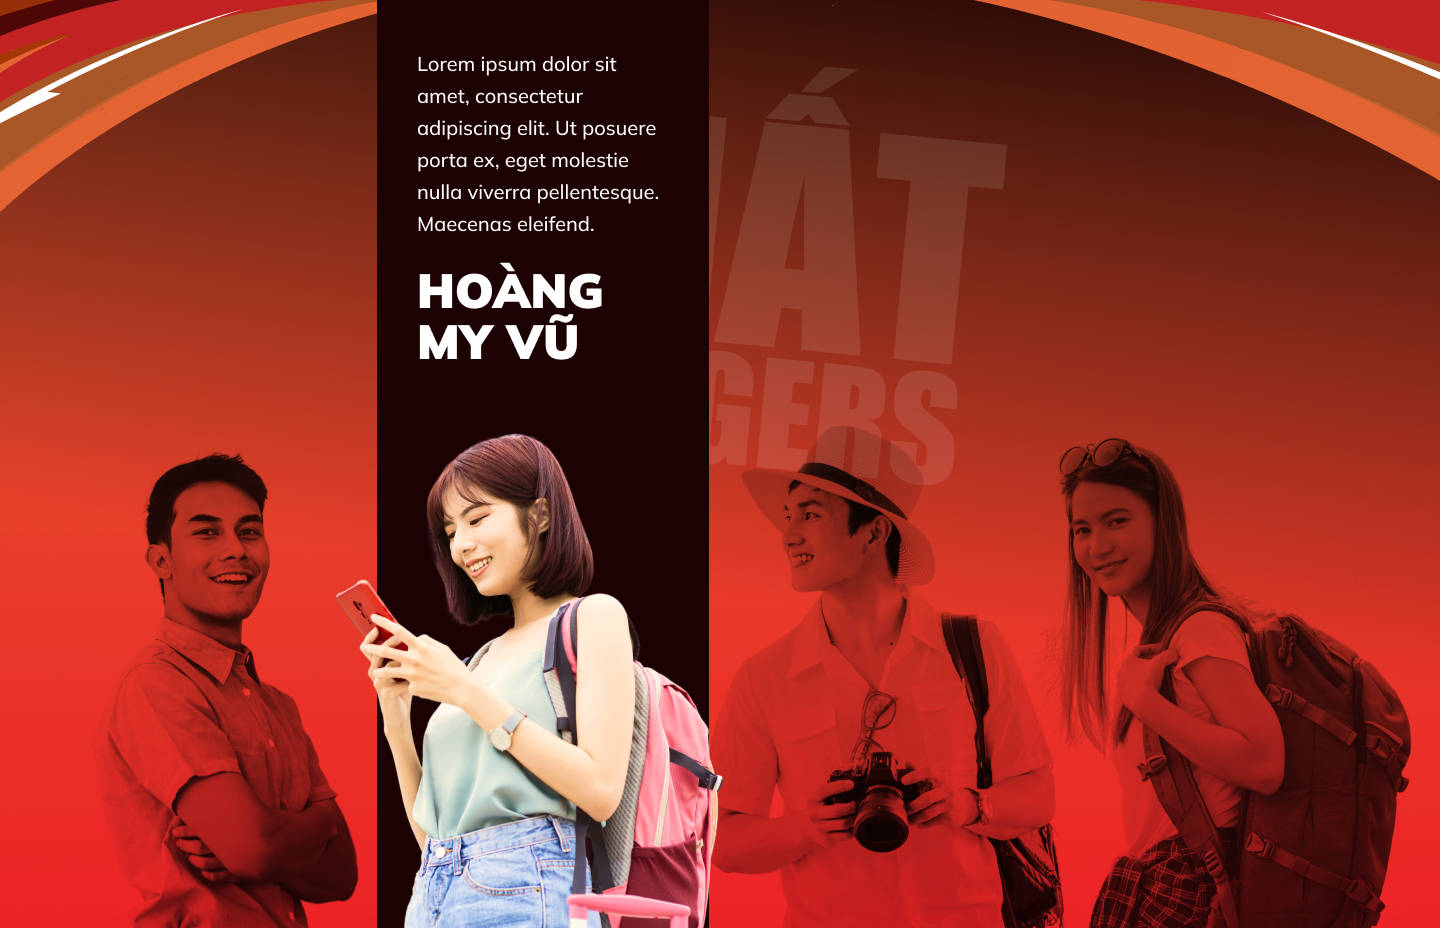 Lorem ipsum dolor sit
amet, consectetur
adipiscing elit. Ut posuere
porta ex, eget molestie
nulla viverra pellentesque.
Maecenas eleifend.
HOÀNG
MY VŨ
ẤT
GERS